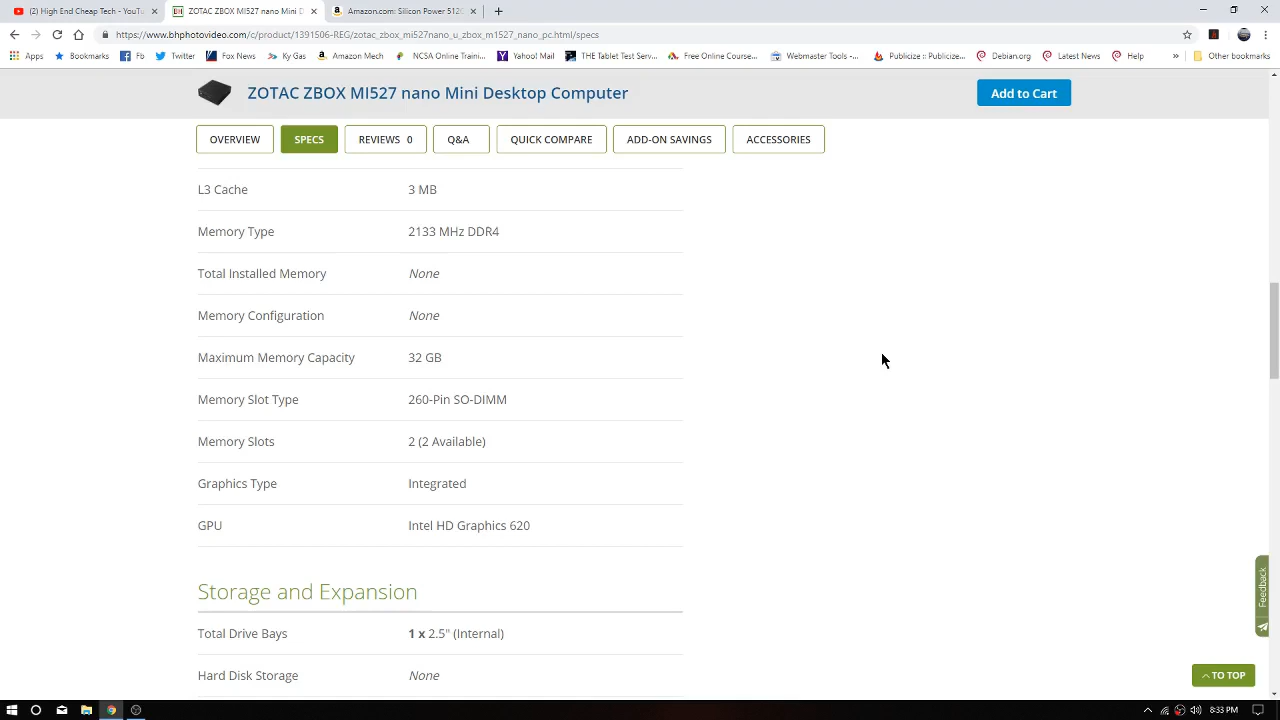 (2) High End Cheap Tech - YouTu
ZOTAC ZBOX MI527 nano Mini D
Amazon.com: Silicon Power 512G
https://www.bhphotovideo.com/c/product/1391506-REG/zotac_zbox_mi527nano_u_zbox_m1527_nano_pc.html/specs
Apps Bookmarks Fb Twitter Fox News Ky Gas Amazon Mech NCSA Online Train... Yahoo! Mail THE Tablet Test Serv... Free Online Cours... Webmaster Tools -... Publicize :: Publicize... Debian.org Latest News Help » Other bookmarks
ZOTAC ZBOX MI527 nano Mini Desktop Computer
Add to Cart
OVERVIEW SPECS REVIEWS 0 Q&A QUICK COMPARE ADD-ON SAVINGS ACCESSORIES
L3 Cache 3 MB
Memory Type 2133 MHz DDR4
Total Installed Memory None
Memory Configuration None
Maximum Memory Capacity 32 GB
Memory Slot Type 260-Pin SO-DIMM
Memory Slots 2 (2 Available)
Graphics Type Integrated
GPU Intel HD Graphics 620
Feedback
Storage and Expansion
Total Drive Bays 1 x 2.5" (Internal)
Hard Disk Storage None
TO TOP
8:33 PM